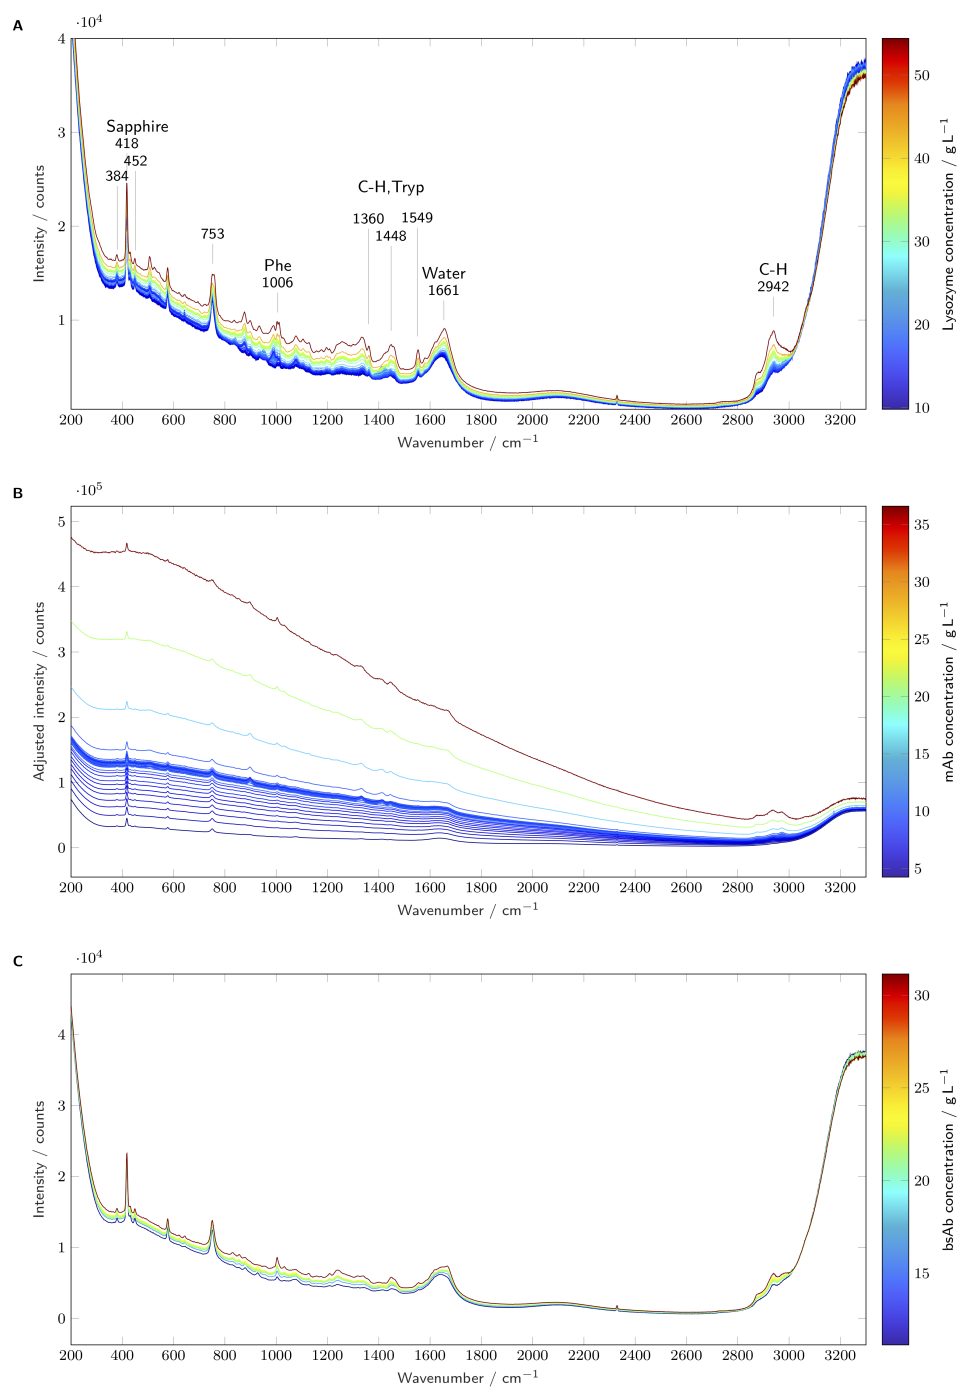 A
·10⁴
4
3
2
1
Intensity / counts
Sapphire
418
452
384
753
Phe
1006
C-H,Tryp
1360
1549
1448
Water
1661
C-H
2942
200 400 600 800 1000 1200 1400 1600 1800 2000 2200 2400 2600 2800 3000 3200
Wavenumber / cm⁻¹
50
40
30
20
10
Lysozyme concentration / g L⁻¹
B
·10⁵
5
4
3
2
1
0
Adjusted intensity / counts
200 400 600 800 1000 1200 1400 1600 1800 2000 2200 2400 2600 2800 3000 3200
Wavenumber / cm⁻¹
35
30
25
20
15
10
5
mAb concentration / g L⁻¹
C
·10⁴
4
3
2
1
0
Intensity / counts
200 400 600 800 1000 1200 1400 1600 1800 2000 2200 2400 2600 2800 3000 3200
Wavenumber / cm⁻¹
30
25
20
15
bsAb concentration / g L⁻¹